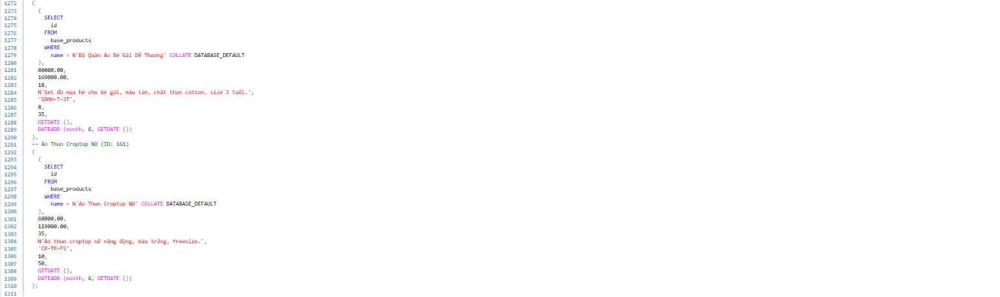 1272 (
1273 (
1274 SELECT
1275 id
1276 FROM
1277 base_products
1278 WHERE
1279 name = N'Bộ Quần Áo Bé Gái Dễ Thương' COLLATE DATABASE_DEFAULT
1280 ),
1281 80000.00,
1282 169000.00,
1283 18,
1284 N'Set đồ mùa hè cho bé gái, màu tím, chất thun cotton, size 3 tuổi.',
1285 'SDMH-T-3T',
1286 8,
1287 35,
1288 GETDATE (),
1289 DATEADD (month, 6, GETDATE ())
1290 ),
1291 -- Áo Thun Croptop Nữ (ID: 161)
1292 (
1293 (
1294 SELECT
1295 id
1296 FROM
1297 base_products
1298 WHERE
1299 name = N'Áo Thun Croptop Nữ' COLLATE DATABASE_DEFAULT
1300 ),
1301 60000.00,
1302 119000.00,
1303 35,
1304 N'Áo thun croptop nữ năng động, màu trắng, freesize.',
1305 'CR-TR-FS',
1306 10,
1307 50,
1308 GETDATE (),
1309 DATEADD (month, 6, GETDATE ())
1310 );
1311